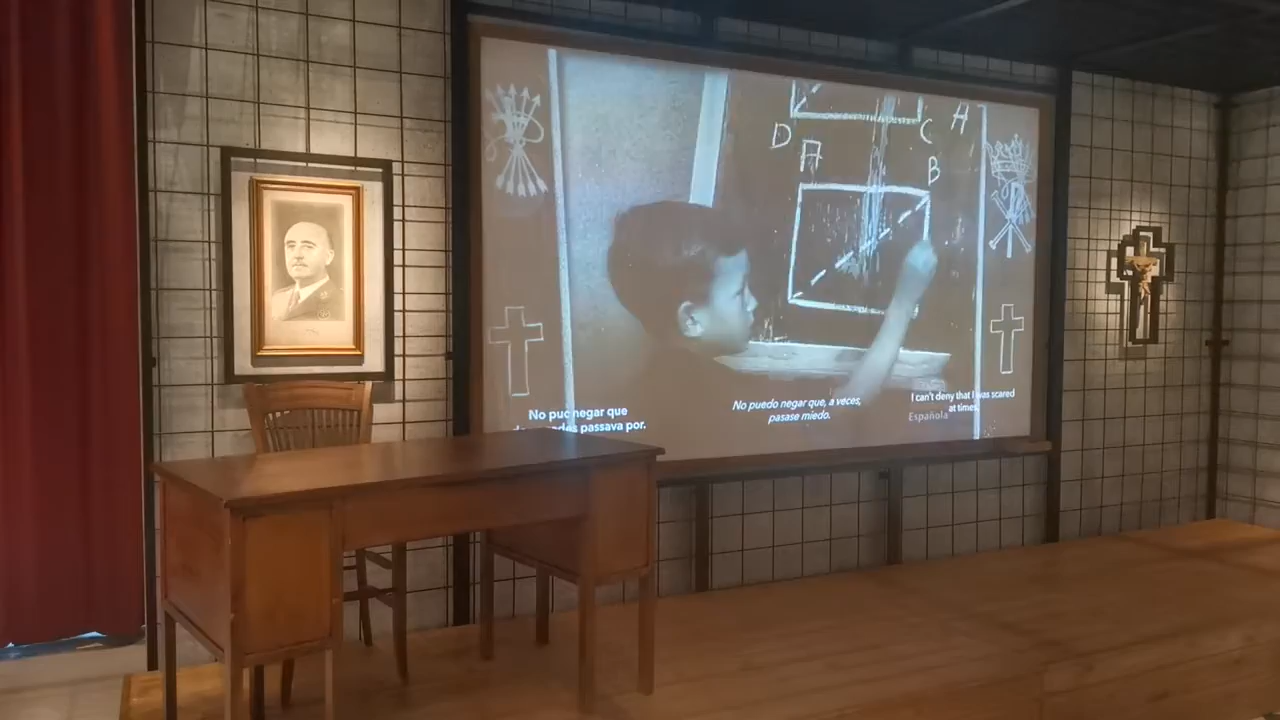 D
C
H
A
B
No puc negar que
passava por.
No puedo negar que, a veces,
pasase miedo.
I can't deny that I was scared
at times.
Española